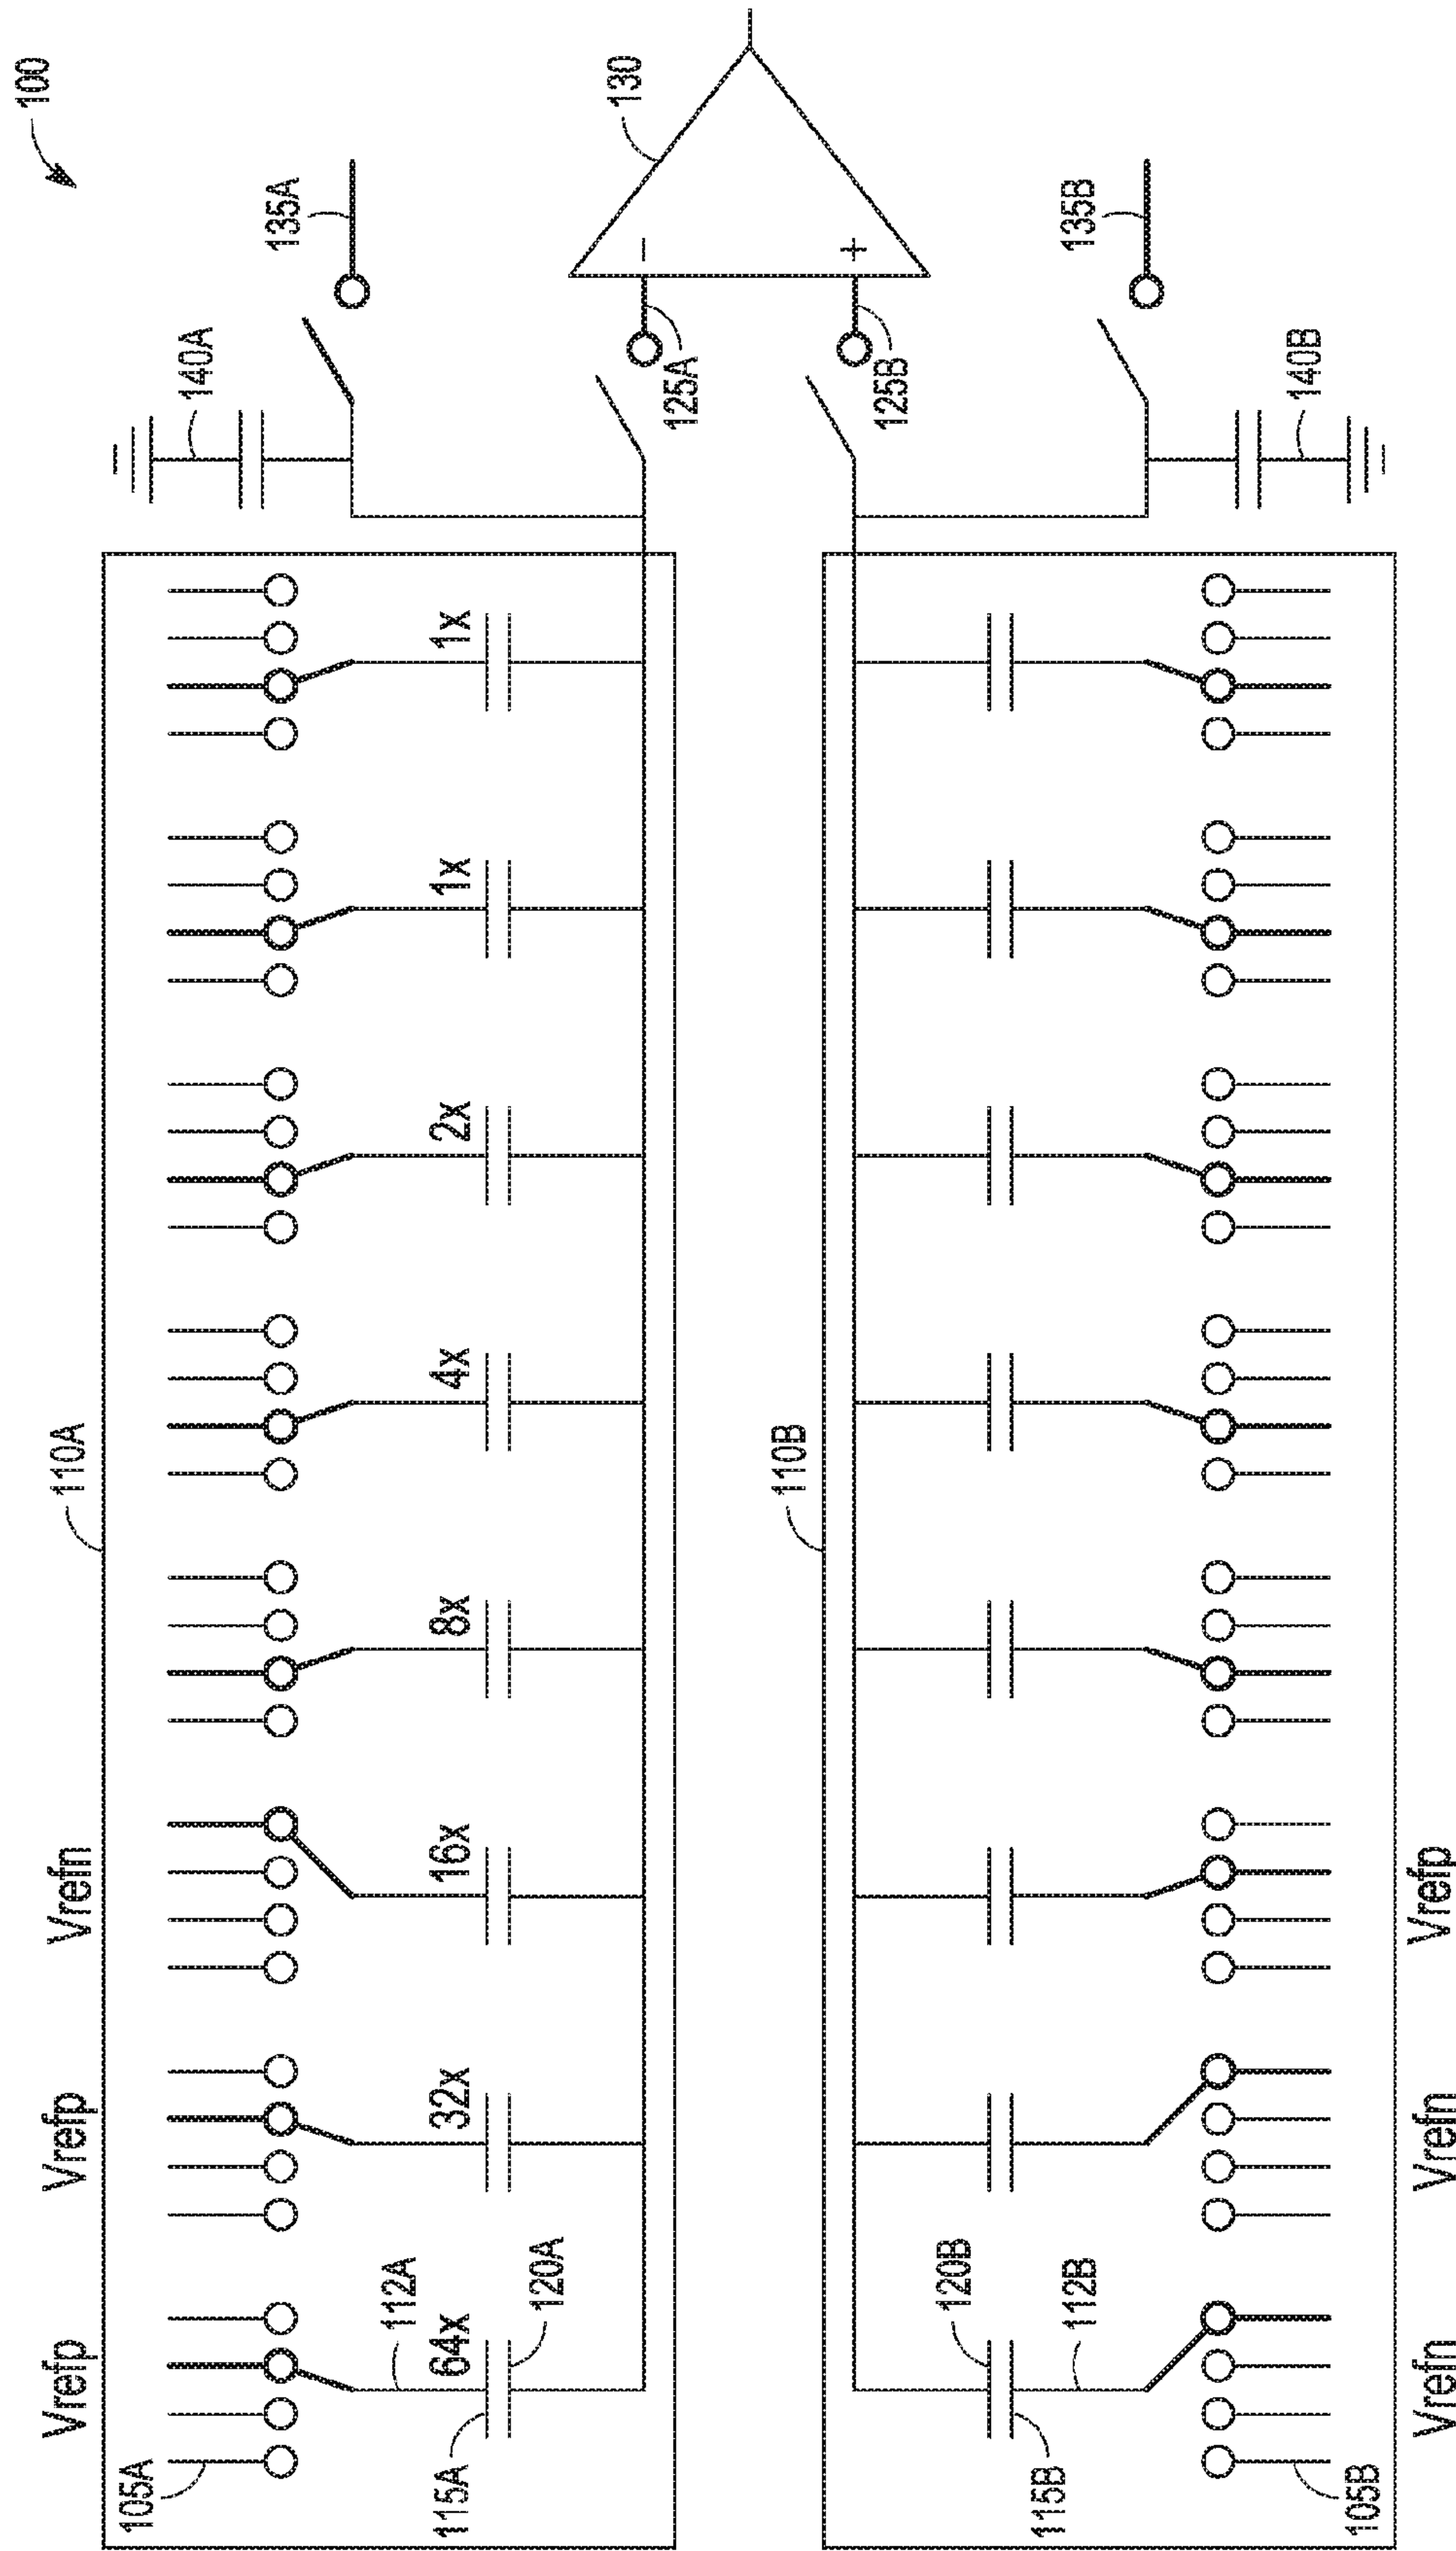 100
110A
Vrefp
Vrefp
Vrefn
105A
112A
64x
32x
16x
8x
4x
2x
1x
1x
115A
120A
140A
135A
125A
130
−
+
110B
120B
112B
115B
105B
125B
135B
140B
Vrefn
Vrefn
Vrefp